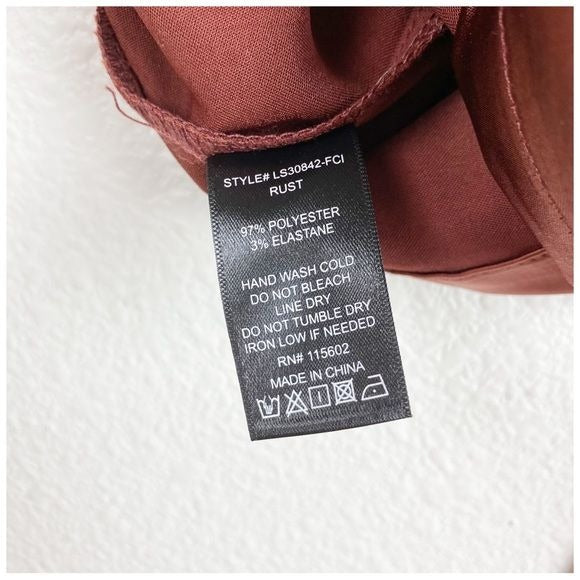 STYLE# LS30842-FCI
RUST
97% POLYESTER
3% ELASTANE
HAND WASH COLD
DO NOT BLEACH
LINE DRY
DO NOT TUMBLE DRY
IRON LOW IF NEEDED
RN# 115602
MADE IN CHINA